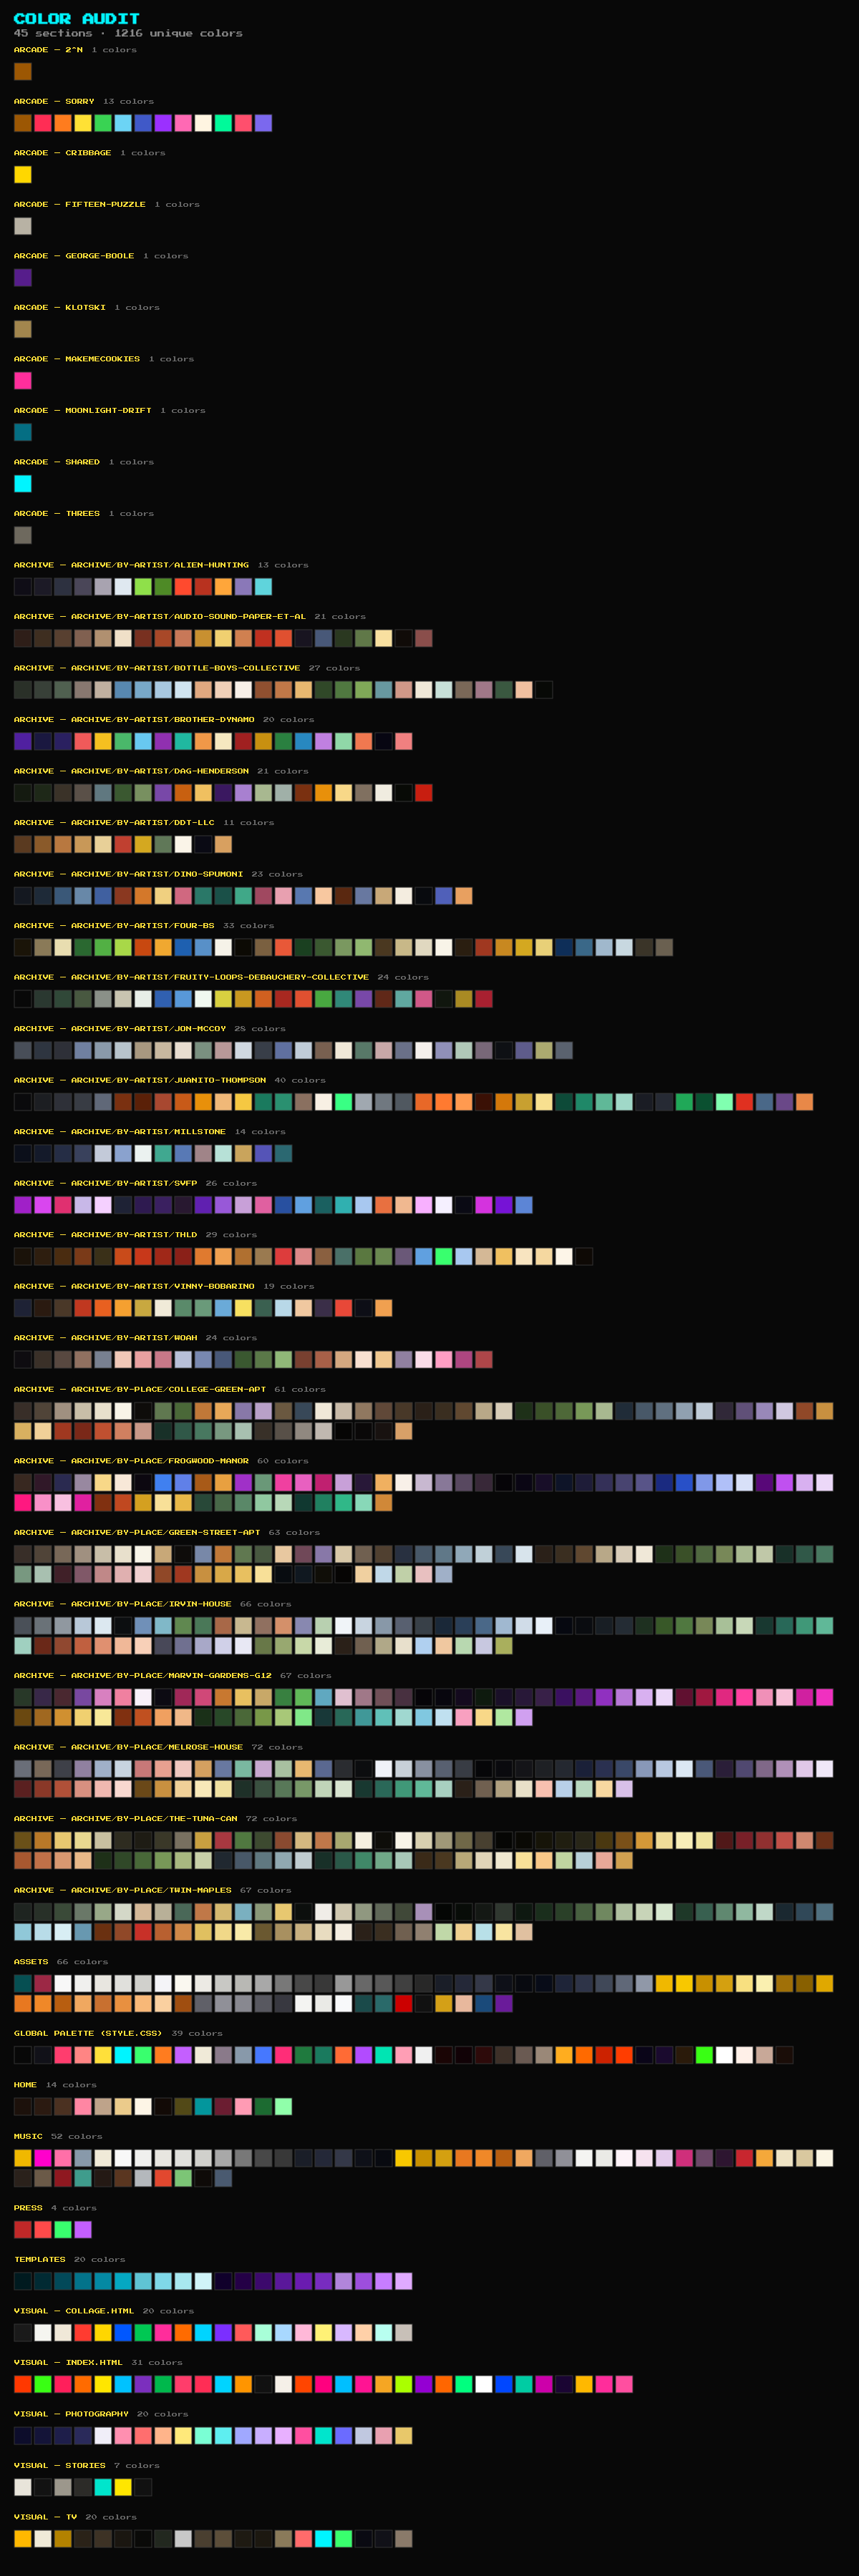 COLOR AUDIT
45 sections · 1216 unique colors
ARCADE — 2^N 1 colors
ARCADE — SORRY 13 colors
ARCADE — CRIBBAGE 1 colors
ARCADE — FIFTEEN-PUZZLE 1 colors
ARCADE — GEORGE-BOOLE 1 colors
ARCADE — KLOTSKI 1 colors
ARCADE — MAKEMECOOKIES 1 colors
ARCADE — MOONLIGHT-DRIFT 1 colors
ARCADE — SHARED 1 colors
ARCADE — THREES 1 colors
ARCHIVE — ARCHIVE/BY-ARTIST/ALIEN-HUNTING 13 colors
ARCHIVE — ARCHIVE/BY-ARTIST/AUDIO-SOUND-PAPER-ET-AL 21 colors
ARCHIVE — ARCHIVE/BY-ARTIST/BOTTLE-BOYS-COLLECTIVE 27 colors
ARCHIVE — ARCHIVE/BY-ARTIST/BROTHER-DYNAMO 20 colors
ARCHIVE — ARCHIVE/BY-ARTIST/DAG-HENDERSON 21 colors
ARCHIVE — ARCHIVE/BY-ARTIST/DDT-LLC 11 colors
ARCHIVE — ARCHIVE/BY-ARTIST/DINO-SPUMONI 23 colors
ARCHIVE — ARCHIVE/BY-ARTIST/FOUR-BS 33 colors
ARCHIVE — ARCHIVE/BY-ARTIST/FRUITY-LOOPS-DEBAUCHERY-COLLECTIVE 24 colors
ARCHIVE — ARCHIVE/BY-ARTIST/JON-MCCOY 28 colors
ARCHIVE — ARCHIVE/BY-ARTIST/JUANITO-THOMPSON 40 colors
ARCHIVE — ARCHIVE/BY-ARTIST/MILLSTONE 14 colors
ARCHIVE — ARCHIVE/BY-ARTIST/SVFP 26 colors
ARCHIVE — ARCHIVE/BY-ARTIST/THLD 29 colors
ARCHIVE — ARCHIVE/BY-ARTIST/VINNY-BOBARINO 19 colors
ARCHIVE — ARCHIVE/BY-ARTIST/WOAH 24 colors
ARCHIVE — ARCHIVE/BY-PLACE/COLLEGE-GREEN-APT 61 colors
ARCHIVE — ARCHIVE/BY-PLACE/FROGWOOD-MANOR 60 colors
ARCHIVE — ARCHIVE/BY-PLACE/GREEN-STREET-APT 63 colors
ARCHIVE — ARCHIVE/BY-PLACE/IRVIN-HOUSE 66 colors
ARCHIVE — ARCHIVE/BY-PLACE/MARVIN-GARDENS-G12 67 colors
ARCHIVE — ARCHIVE/BY-PLACE/MELROSE-HOUSE 72 colors
ARCHIVE — ARCHIVE/BY-PLACE/THE-TUNA-CAN 72 colors
ARCHIVE — ARCHIVE/BY-PLACE/TWIN-MAPLES 67 colors
ASSETS 66 colors
GLOBAL PALETTE (STYLE.CSS) 39 colors
HOME 14 colors
MUSIC 52 colors
PRESS 4 colors
TEMPLATES 20 colors
VISUAL — COLLAGE.HTML 20 colors
VISUAL — INDEX.HTML 31 colors
VISUAL — PHOTOGRAPHY 20 colors
VISUAL — STORIES 7 colors
VISUAL — TV 20 colors